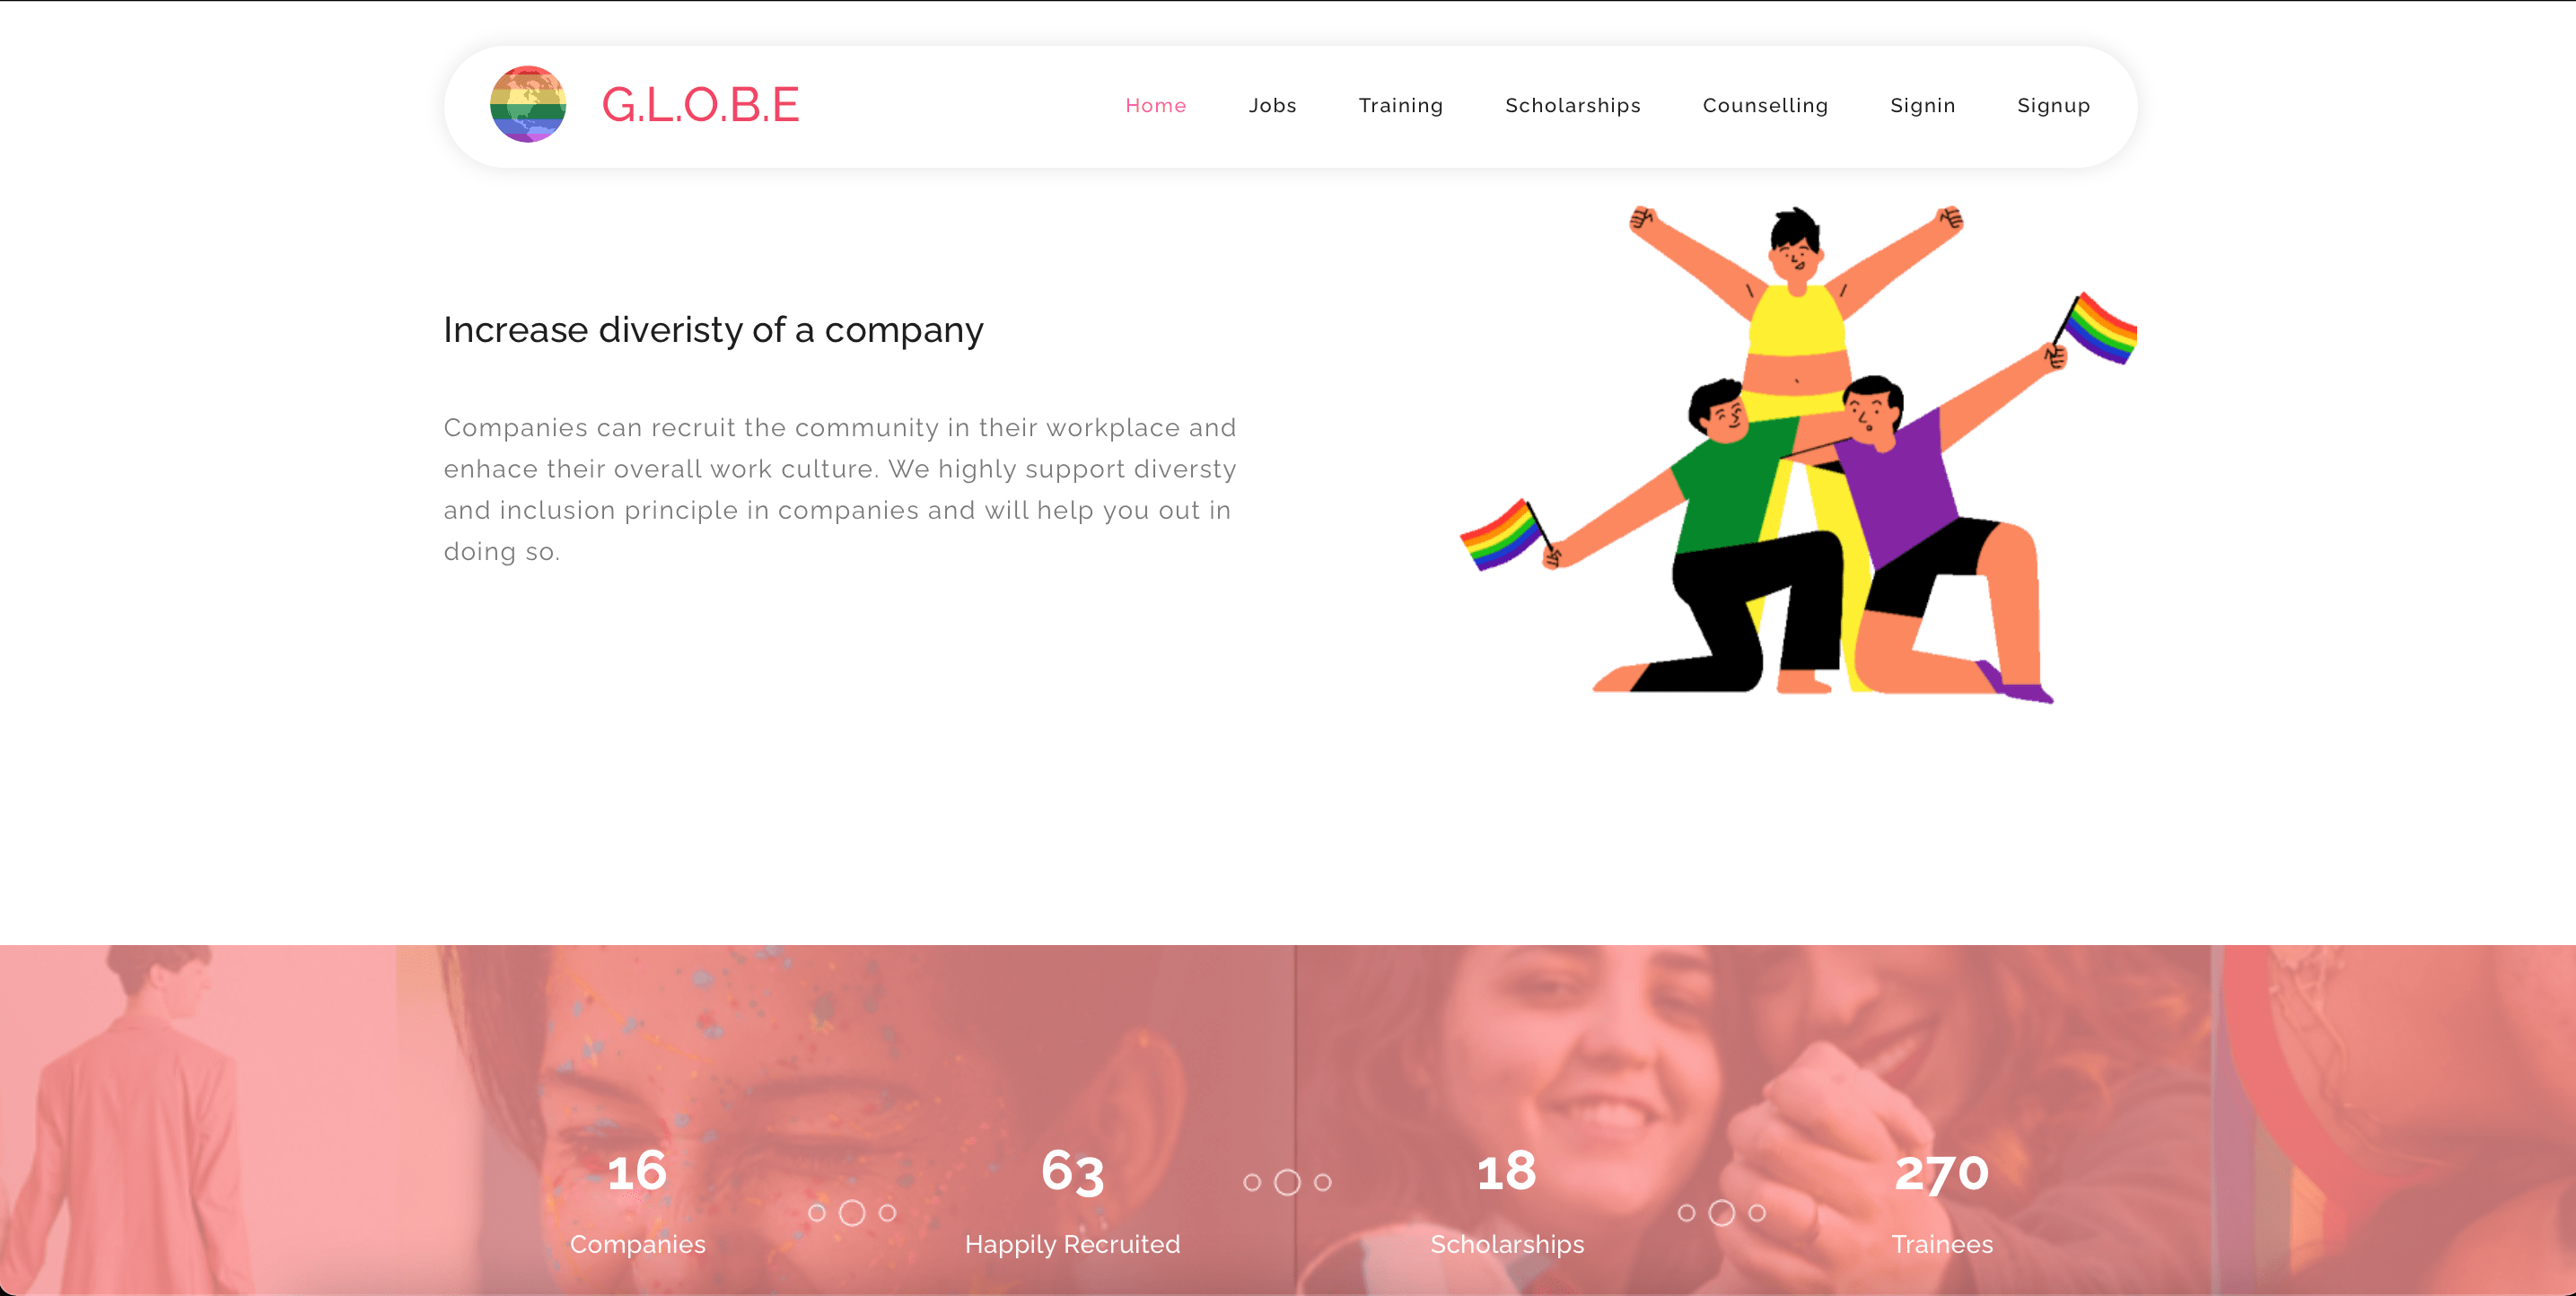 G.L.O.B.E
Home
Jobs
Training
Scholarships
Counselling
Signin
Signup
Increase diveristy of a company
Companies can recruit the community in their workplace and
enhace their overall work culture. We highly support diversty
and inclusion principle in companies and will help you out in
doing so.
16
Companies
63
Happily Recruited
18
Scholarships
270
Trainees